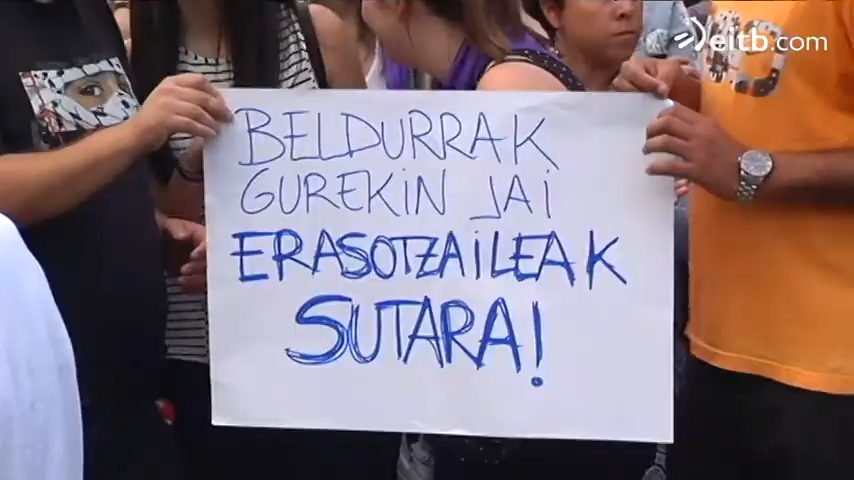 eitb.com
BELDURRAK
GUREKiN JAi
ERASOTZAiLEAK
SUTARA!